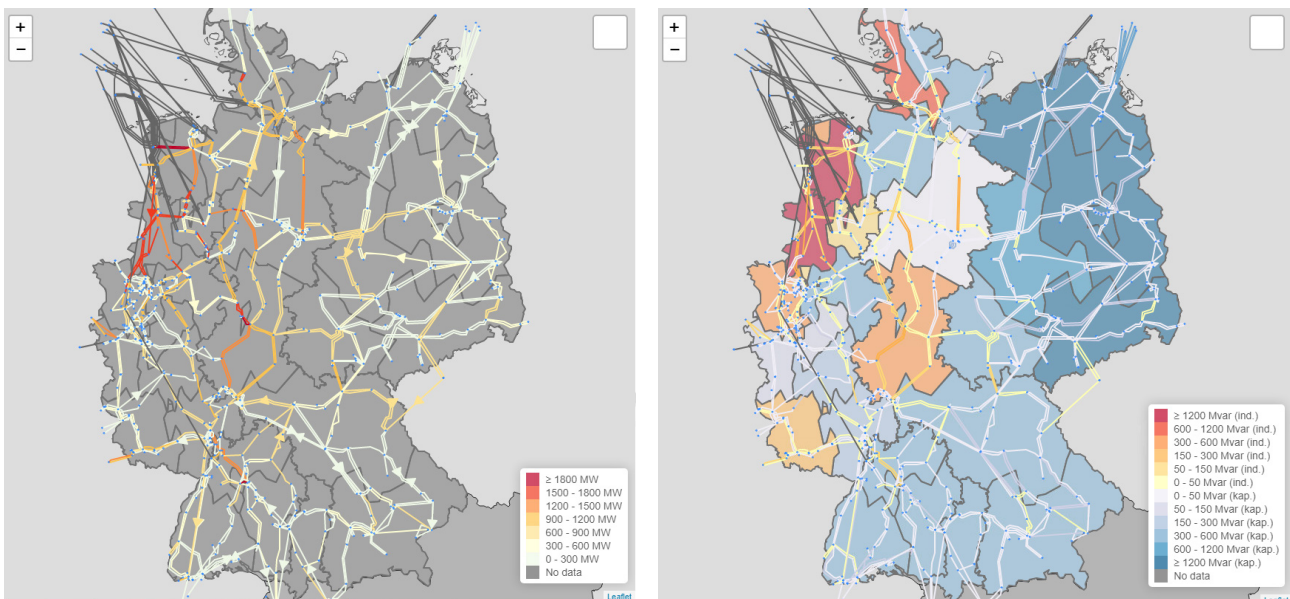 +
−
≥ 1800 MW
1500 - 1800 MW
1200 - 1500 MW
900 - 1200 MW
600 - 900 MW
300 - 600 MW
0 - 300 MW
No data
Leaflet
+
−
≥ 1200 Mvar (ind.)
600 - 1200 Mvar (ind.)
300 - 600 Mvar (ind.)
150 - 300 Mvar (ind.)
50 - 150 Mvar (ind.)
0 - 50 Mvar (ind.)
0 - 50 Mvar (kap.)
50 - 150 Mvar (kap.)
150 - 300 Mvar (kap.)
300 - 600 Mvar (kap.)
600 - 1200 Mvar (kap.)
≥ 1200 Mvar (kap.)
No data
Leaflet